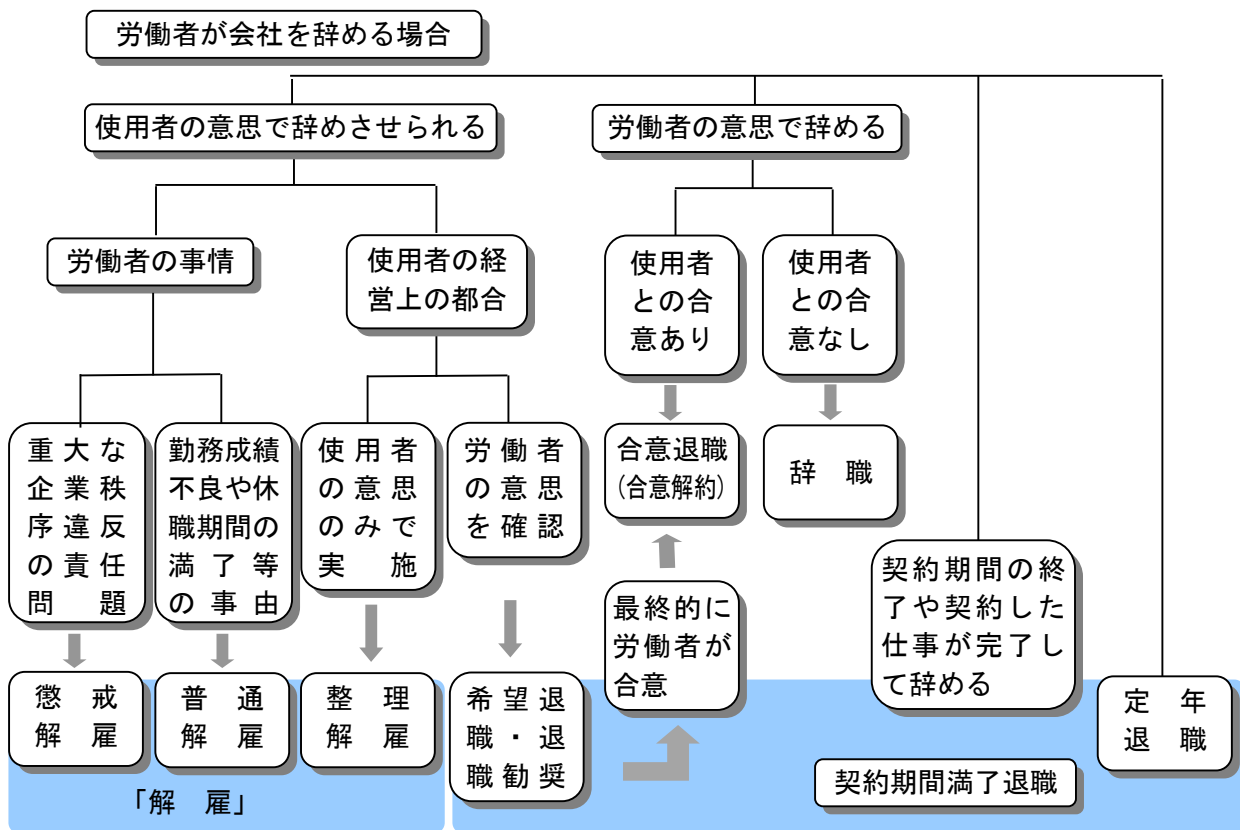 労働者が会社を辞める場合
使用者の意思で辞めさせられる
労働者の意思で辞める
労働者の事情
使用者の経
営上の都合
使用者
との合
意あり
使用者
との合
意なし
重大な
企業秩
序違反
の責任
問題
勤務成績
不良や休
職期間の
満了等
の事由
使用者
の意思
のみで
実施
労働者
の意思
を確認
合意退職
(合意解約)
辞職
契約期間の終
了や契約した
仕事が完了し
て辞める
最終的に
労働者が
合意
懲戒
解雇
普通
解雇
整理
解雇
希望退
職・退
職勧奨
定年
退職
契約期間満了退職
「解 雇」